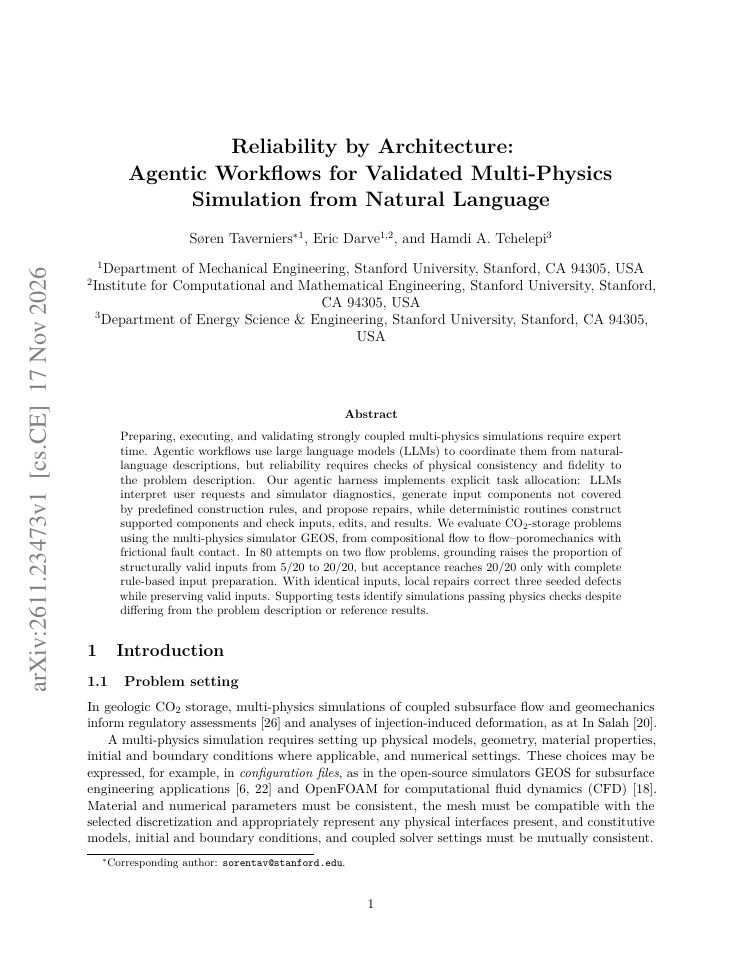 Reliability by Architecture:
Agentic Workflows for Validated Multi-Physics
Simulation from Natural Language
Søren Taverniers*1, Eric Darve1,2, and Hamdi A. Tchelepi3
1Department of Mechanical Engineering, Stanford University, Stanford, CA 94305, USA
2Institute for Computational and Mathematical Engineering, Stanford University, Stanford,
CA 94305, USA
3Department of Energy Science & Engineering, Stanford University, Stanford, CA 94305,
USA
Abstract
Preparing, executing, and validating strongly coupled multi-physics simulations require expert
time. Agentic workflows use large language models (LLMs) to coordinate them from natural-
language descriptions, but reliability requires checks of physical consistency and fidelity to
the problem description. Our agentic harness implements explicit task allocation: LLMs
interpret user requests and simulator diagnostics, generate input components not covered
by predefined construction rules, and propose repairs, while deterministic routines construct
supported components and check inputs, edits, and results. We evaluate CO2-storage problems
using the multi-physics simulator GEOS, from compositional flow to flow–poromechanics with
frictional fault contact. In 80 attempts on two flow problems, grounding raises the proportion of
structurally valid inputs from 5/20 to 20/20, but acceptance reaches 20/20 only with complete
rule-based input preparation. With identical inputs, local repairs correct three seeded defects
while preserving valid inputs. Supporting tests identify simulations passing physics checks despite
differing from the problem description or reference results.
1 Introduction
1.1 Problem setting
In geologic CO2 storage, multi-physics simulations of coupled subsurface flow and geomechanics
inform regulatory assessments [26] and analyses of injection-induced deformation, as at In Salah [20].
A multi-physics simulation requires setting up physical models, geometry, material properties,
initial and boundary conditions where applicable, and numerical settings. These choices may be
expressed, for example, in configuration files, as in the open-source simulators GEOS for subsurface
engineering applications [6, 22] and OpenFOAM for computational fluid dynamics (CFD) [18].
Material and numerical parameters must be consistent, the mesh must be compatible with the
selected discretization and appropriately represent any physical interfaces present, and constitutive
models, initial and boundary conditions, and coupled solver settings must be mutually consistent.
*Corresponding author: sorentav@stanford.edu.
1
arXiv:2611.23473v1 [cs.CE] 17 Nov 2026